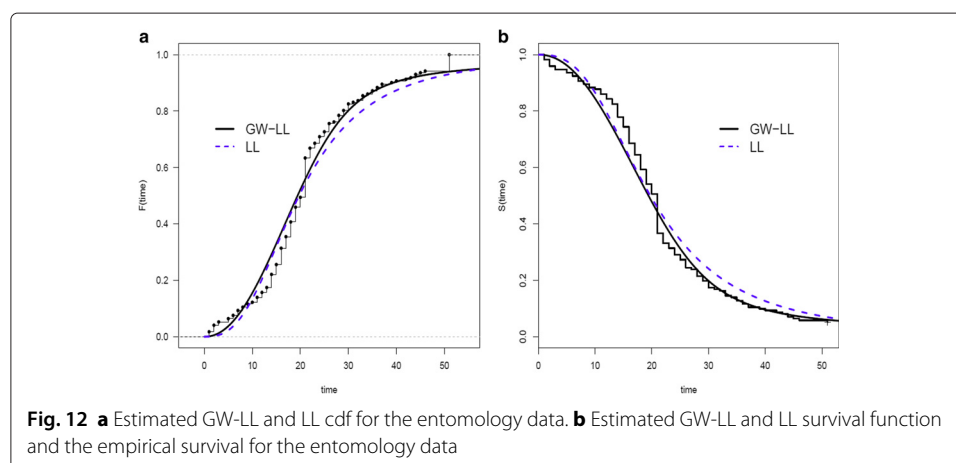 a
1.0
0.8
0.6
0.4
0.2
0.0
F(time)
GW-LL
LL
0 10 20 30 40 50
time
b
1.0
0.8
0.6
0.4
0.2
0.0
S(time)
GW-LL
LL
0 10 20 30 40 50
time
Fig. 12 a Estimated GW-LL and LL cdf for the entomology data. b Estimated GW-LL and LL survival function
and the empirical survival for the entomology data